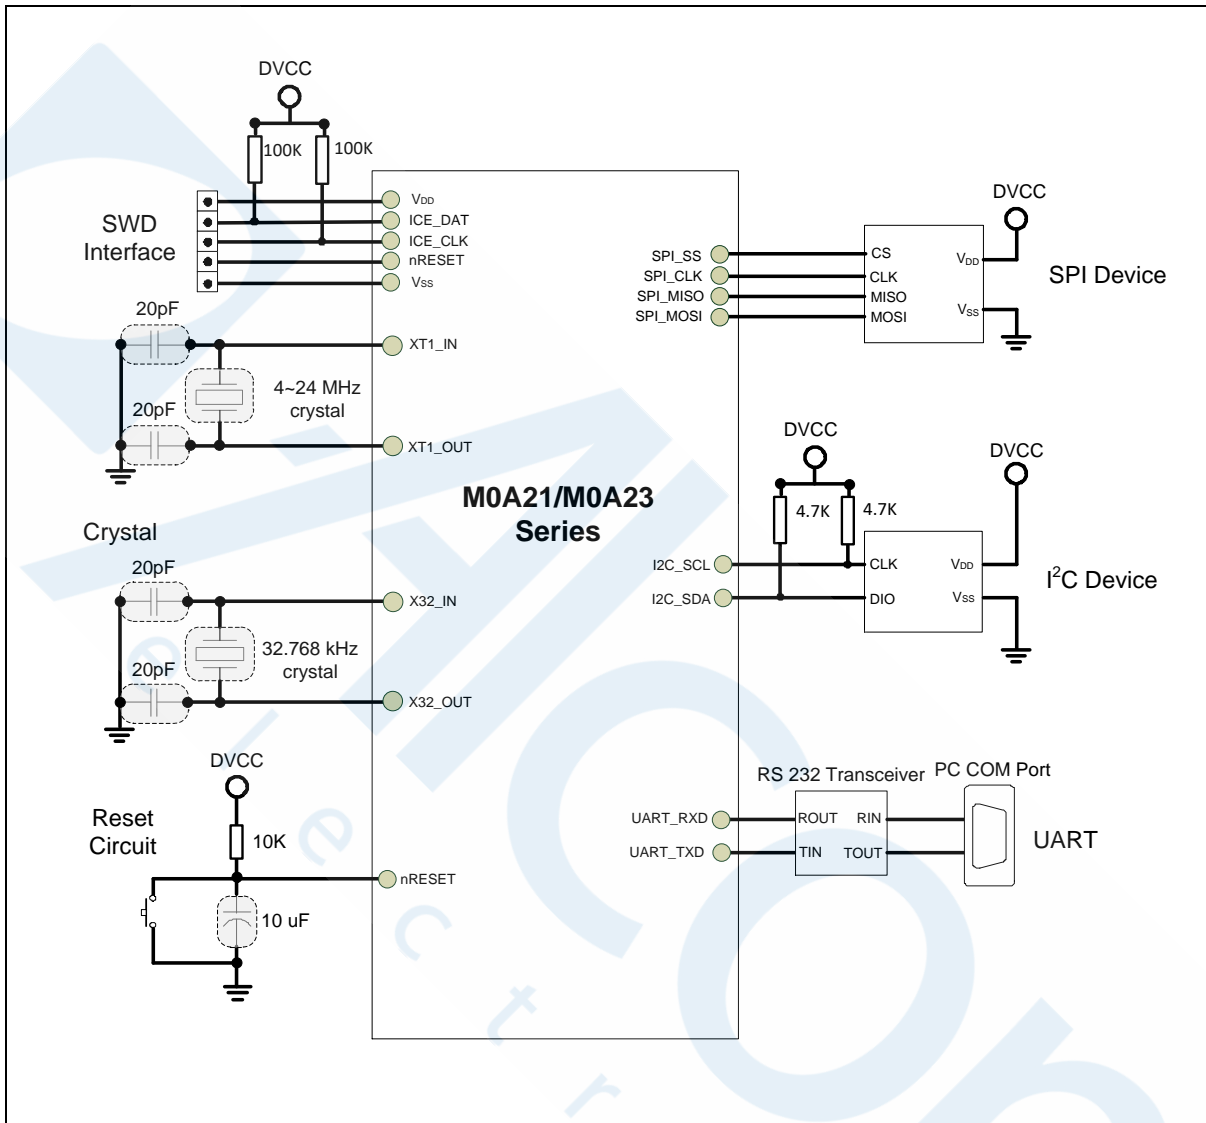 DVCC
100K
100K
SWD
Interface
VDD
ICE_DAT
ICE_CLK
nRESET
VSS
20pF
XT1_IN
4~24 MHz
crystal
20pF
XT1_OUT
Crystal
20pF
X32_IN
32.768 kHz
crystal
20pF
X32_OUT
DVCC
Reset
Circuit
10K
nRESET
10 uF
M0A21/M0A23
Series
SPI_SS
SPI_CLK
SPI_MISO
SPI_MOSI
CS
CLK
MISO
MOSI
VDD
VSS
DVCC
SPI Device
DVCC
4.7K
4.7K
I2C_SCL
I2C_SDA
CLK
DIO
VDD
VSS
DVCC
I²C Device
RS 232 Transceiver
PC COM Port
UART_RXD
UART_TXD
ROUT
RIN
TIN
TOUT
UART